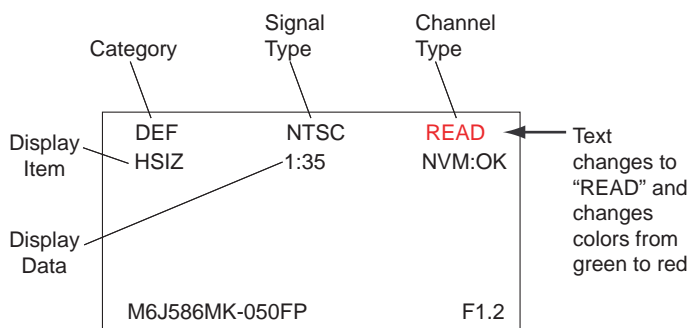 Category
Signal
Type
Channel
Type
DEF
NTSC
READ
Display
Item
HSIZ
1:35
NVM:OK
Text
changes to
“READ” and
changes
colors from
green to red
Display
Data
M6J586MK-050FP
F1.2